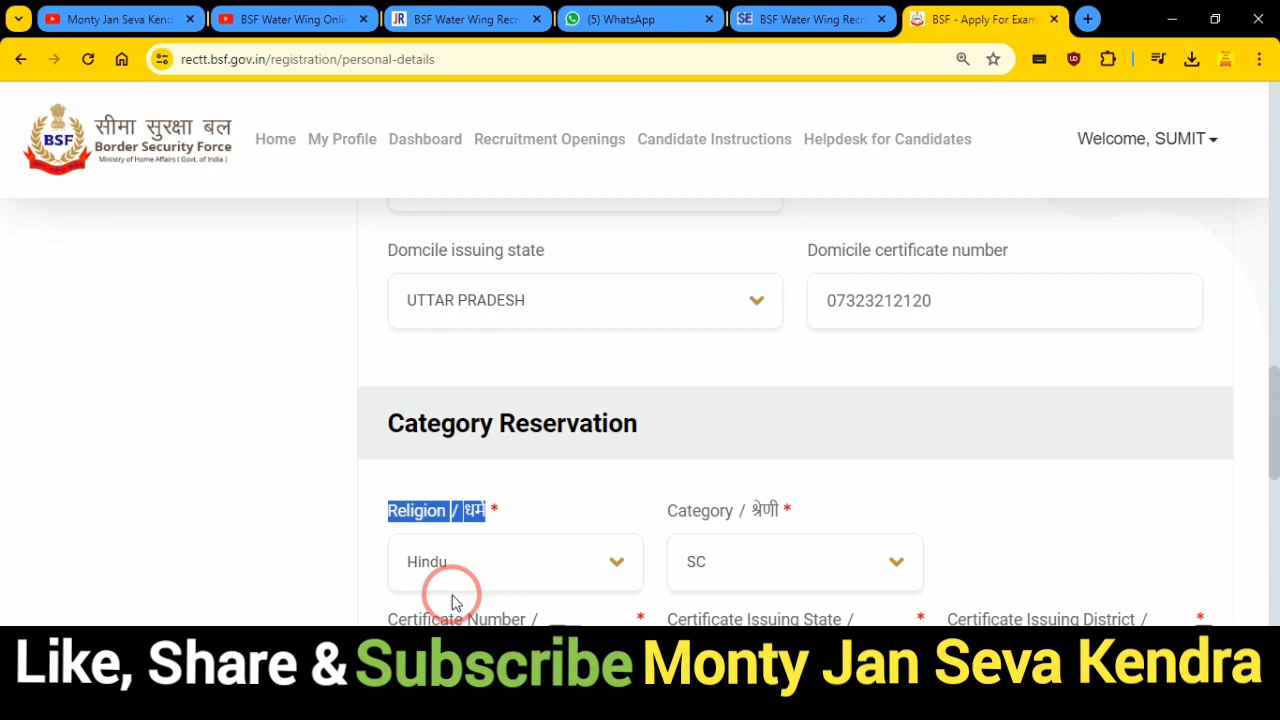 Monty Jan Seva Kend
BSF Water Wing Onli
JR BSF Water Wing Recr
(5) WhatsApp
SE BSF Water Wing Recr
BSF - Apply For Exam
rectt.bsf.gov.in/registration/personal-details
BSF
सीमा सुरक्षा बल
Border Security Force
Ministry of Home Affairs ( Govt. of India )
Home
My Profile
Dashboard
Recruitment Openings
Candidate Instructions
Helpdesk for Candidates
Welcome, SUMIT
Domcile issuing state
Domicile certificate number
UTTAR PRADESH
07323212120
Category Reservation
Religion / धर्म *
Category / श्रेणी *
Hindu
SC
Certificate Number / *
Certificate Issuing State / *
Certificate Issuing District / *
Like, Share & Subscribe Monty Jan Seva Kendra